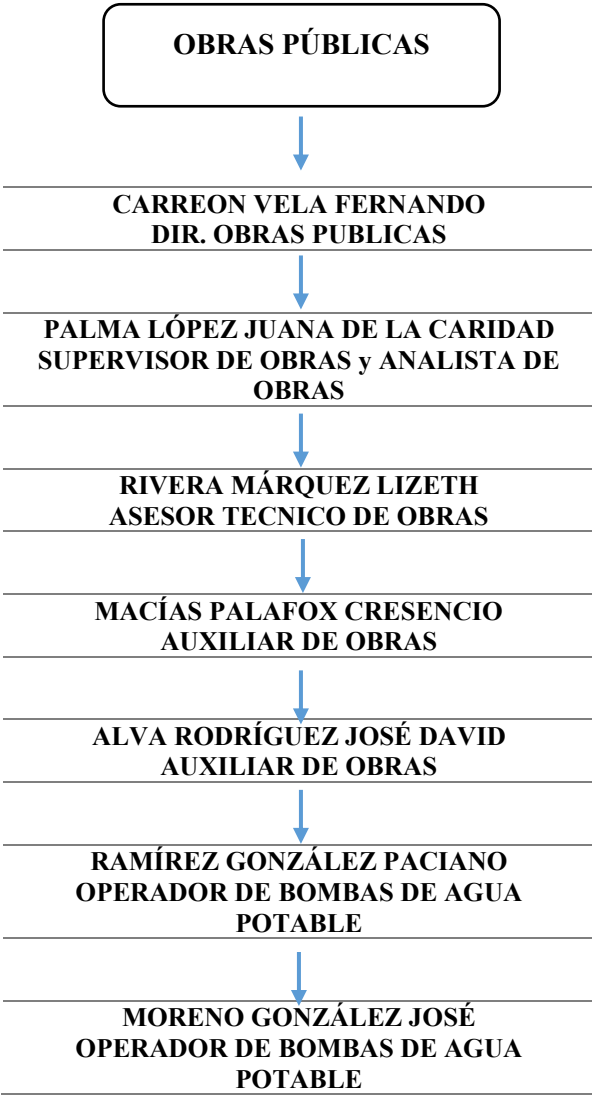 OBRAS PÚBLICAS
CARREON VELA FERNANDO
DIR. OBRAS PUBLICAS
PALMA LÓPEZ JUANA DE LA CARIDAD
SUPERVISOR DE OBRAS y ANALISTA DE
OBRAS
RIVERA MÁRQUEZ LIZETH
ASESOR TECNICO DE OBRAS
MACÍAS PALAFOX CRESENCIO
AUXILIAR DE OBRAS
ALVA RODRÍGUEZ JOSÉ DAVID
AUXILIAR DE OBRAS
RAMÍREZ GONZÁLEZ PACIANO
OPERADOR DE BOMBAS DE AGUA
POTABLE
MORENO GONZÁLEZ JOSÉ
OPERADOR DE BOMBAS DE AGUA
POTABLE